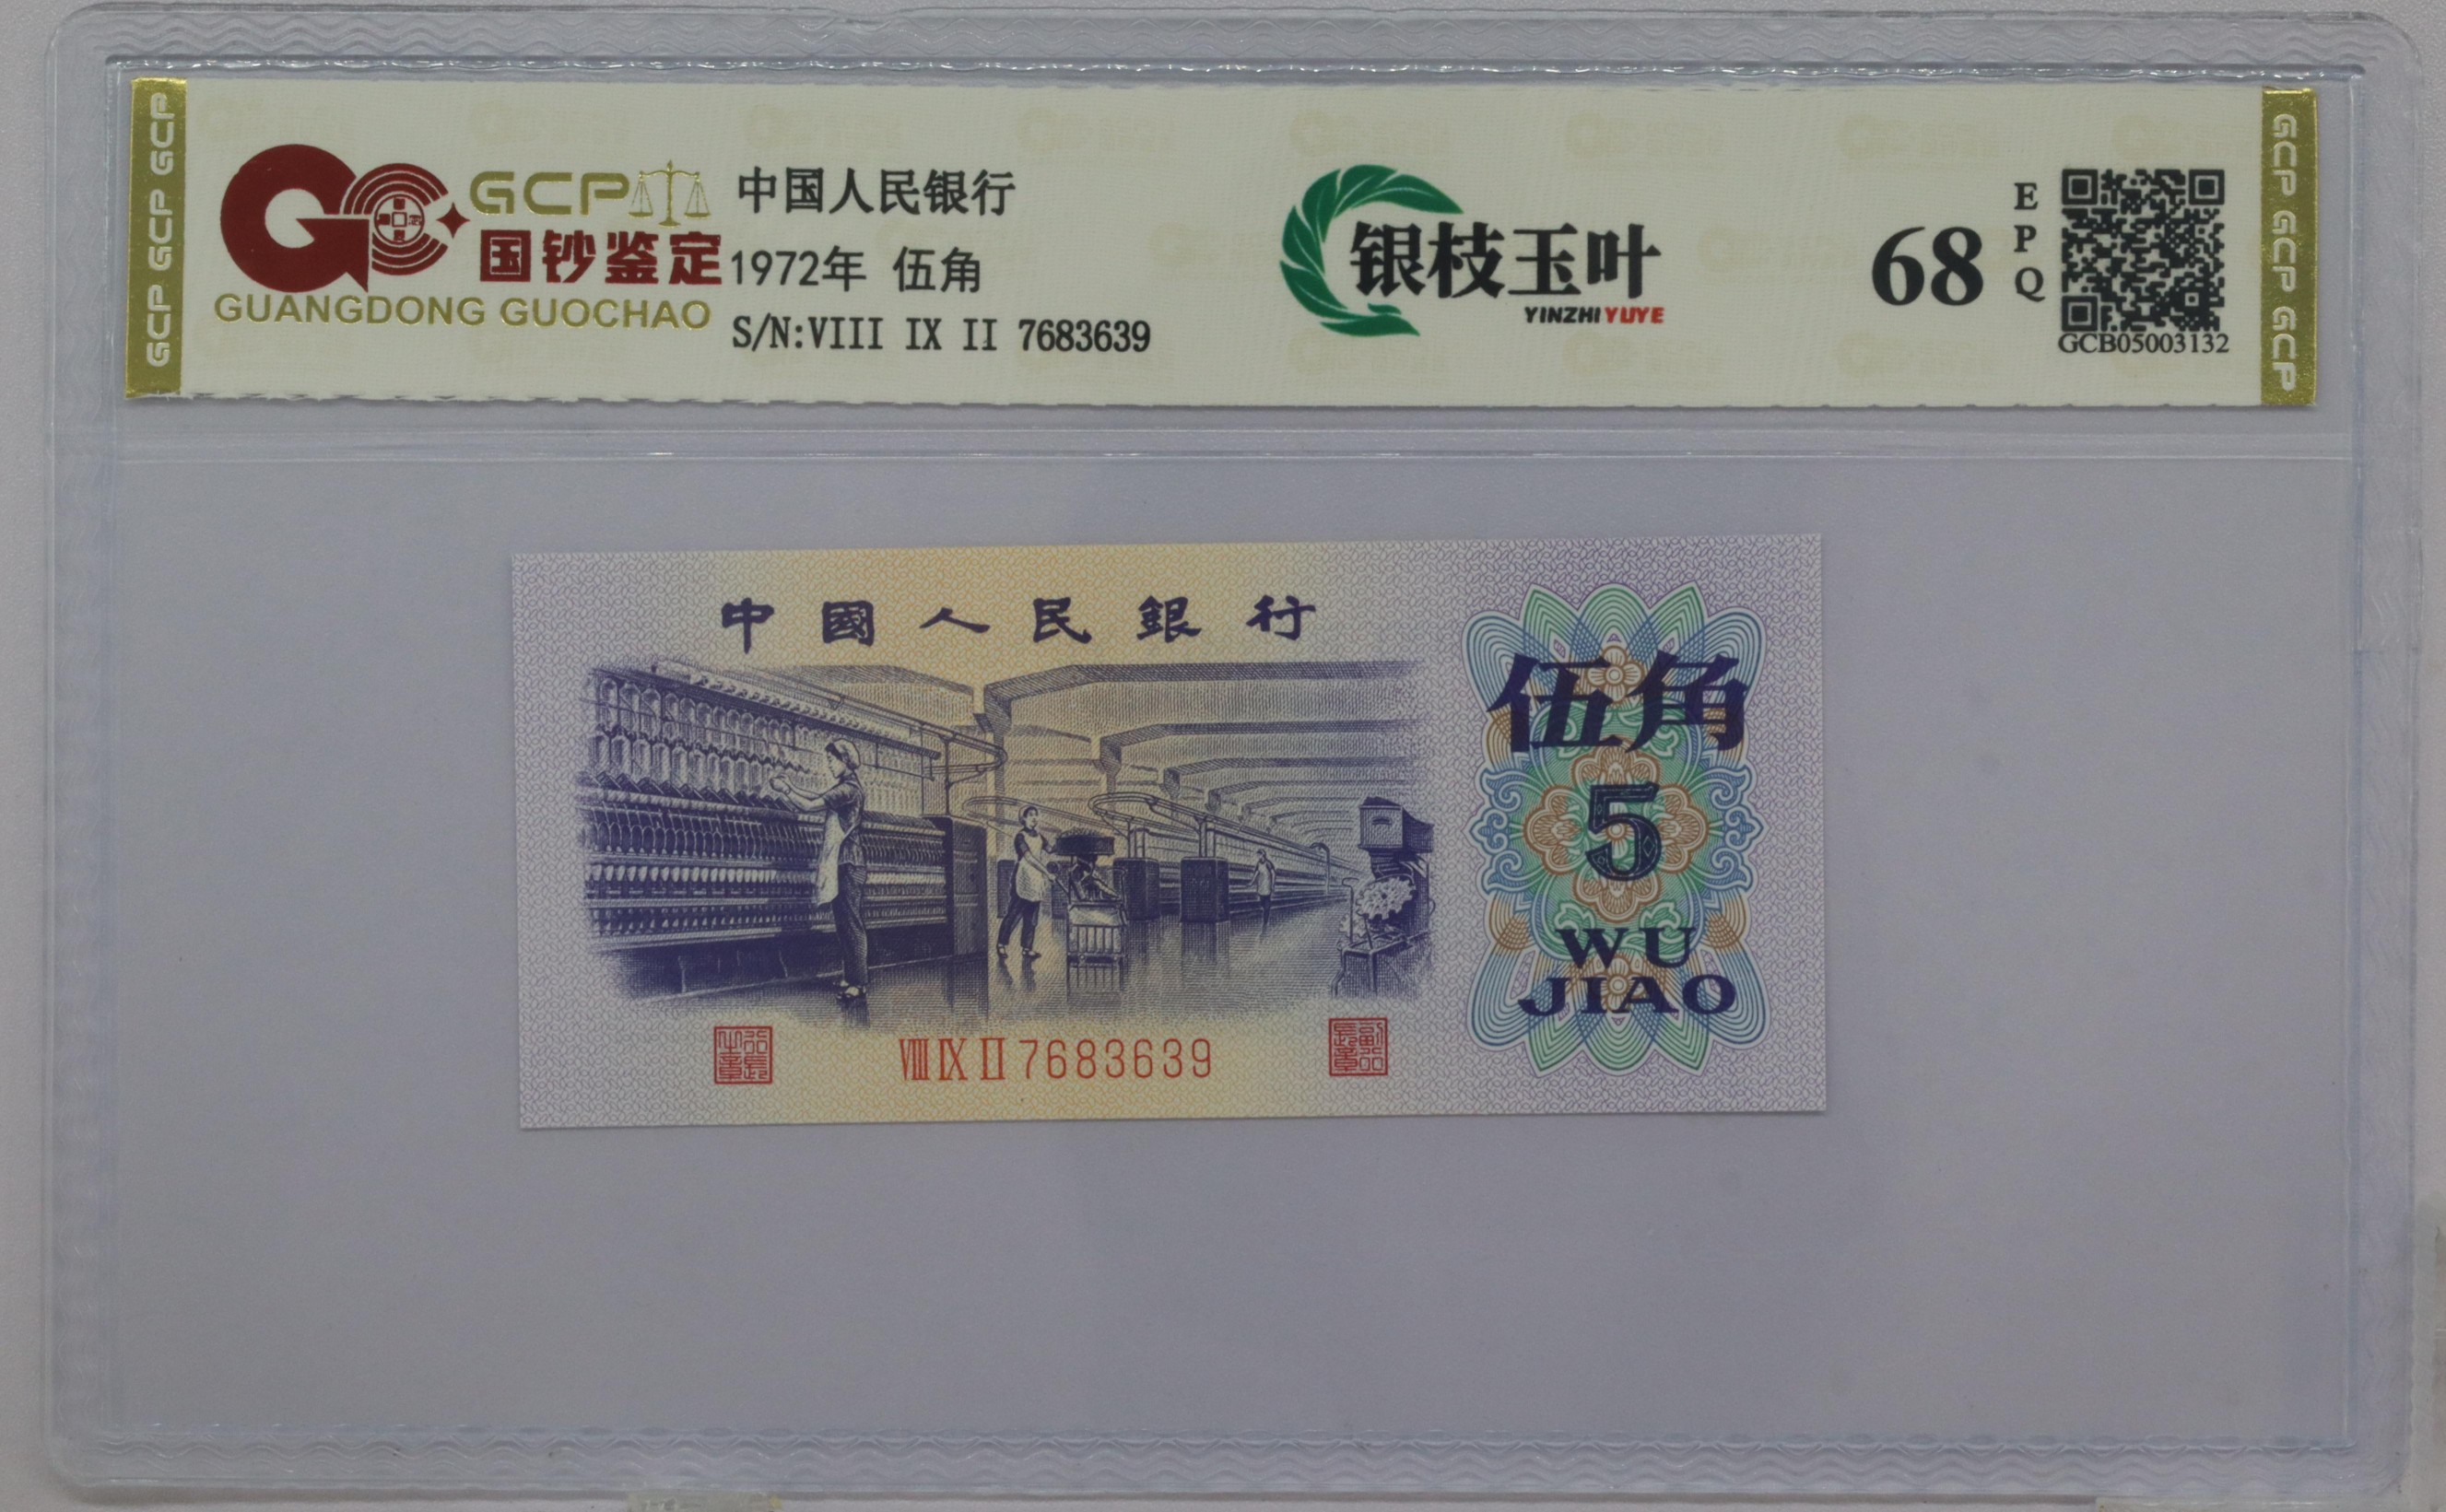 GCP GCP GCP
GCP
国钞鉴定
GUANGDONG GUOCHAO
中国人民银行
1972年 伍角
S/N:VIII IX II 7683639
银枝玉叶
YINZHIYUYE
68
EPQ
GCB05003132
GCP GCP GCP
中國人民銀行
伍角
5
WU
JIAO
VIII IX II 7683639